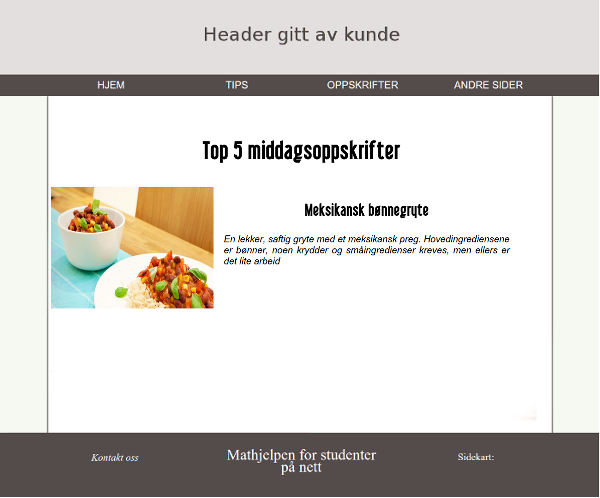 Header gitt av kunde
HJEM TIPS OPPSKRIFTER ANDRE SIDER
Top 5 middagsoppskrifter
Meksikansk bønnegryte
En lekker, saftig gryte med et meksikansk preg. Hovedingrediensene
er bønner, noen krydder og småingredienser kreves, men ellers er
det lite arbeid
Kontakt oss
Mathjelpen for studenter
på nett
Sidekart: